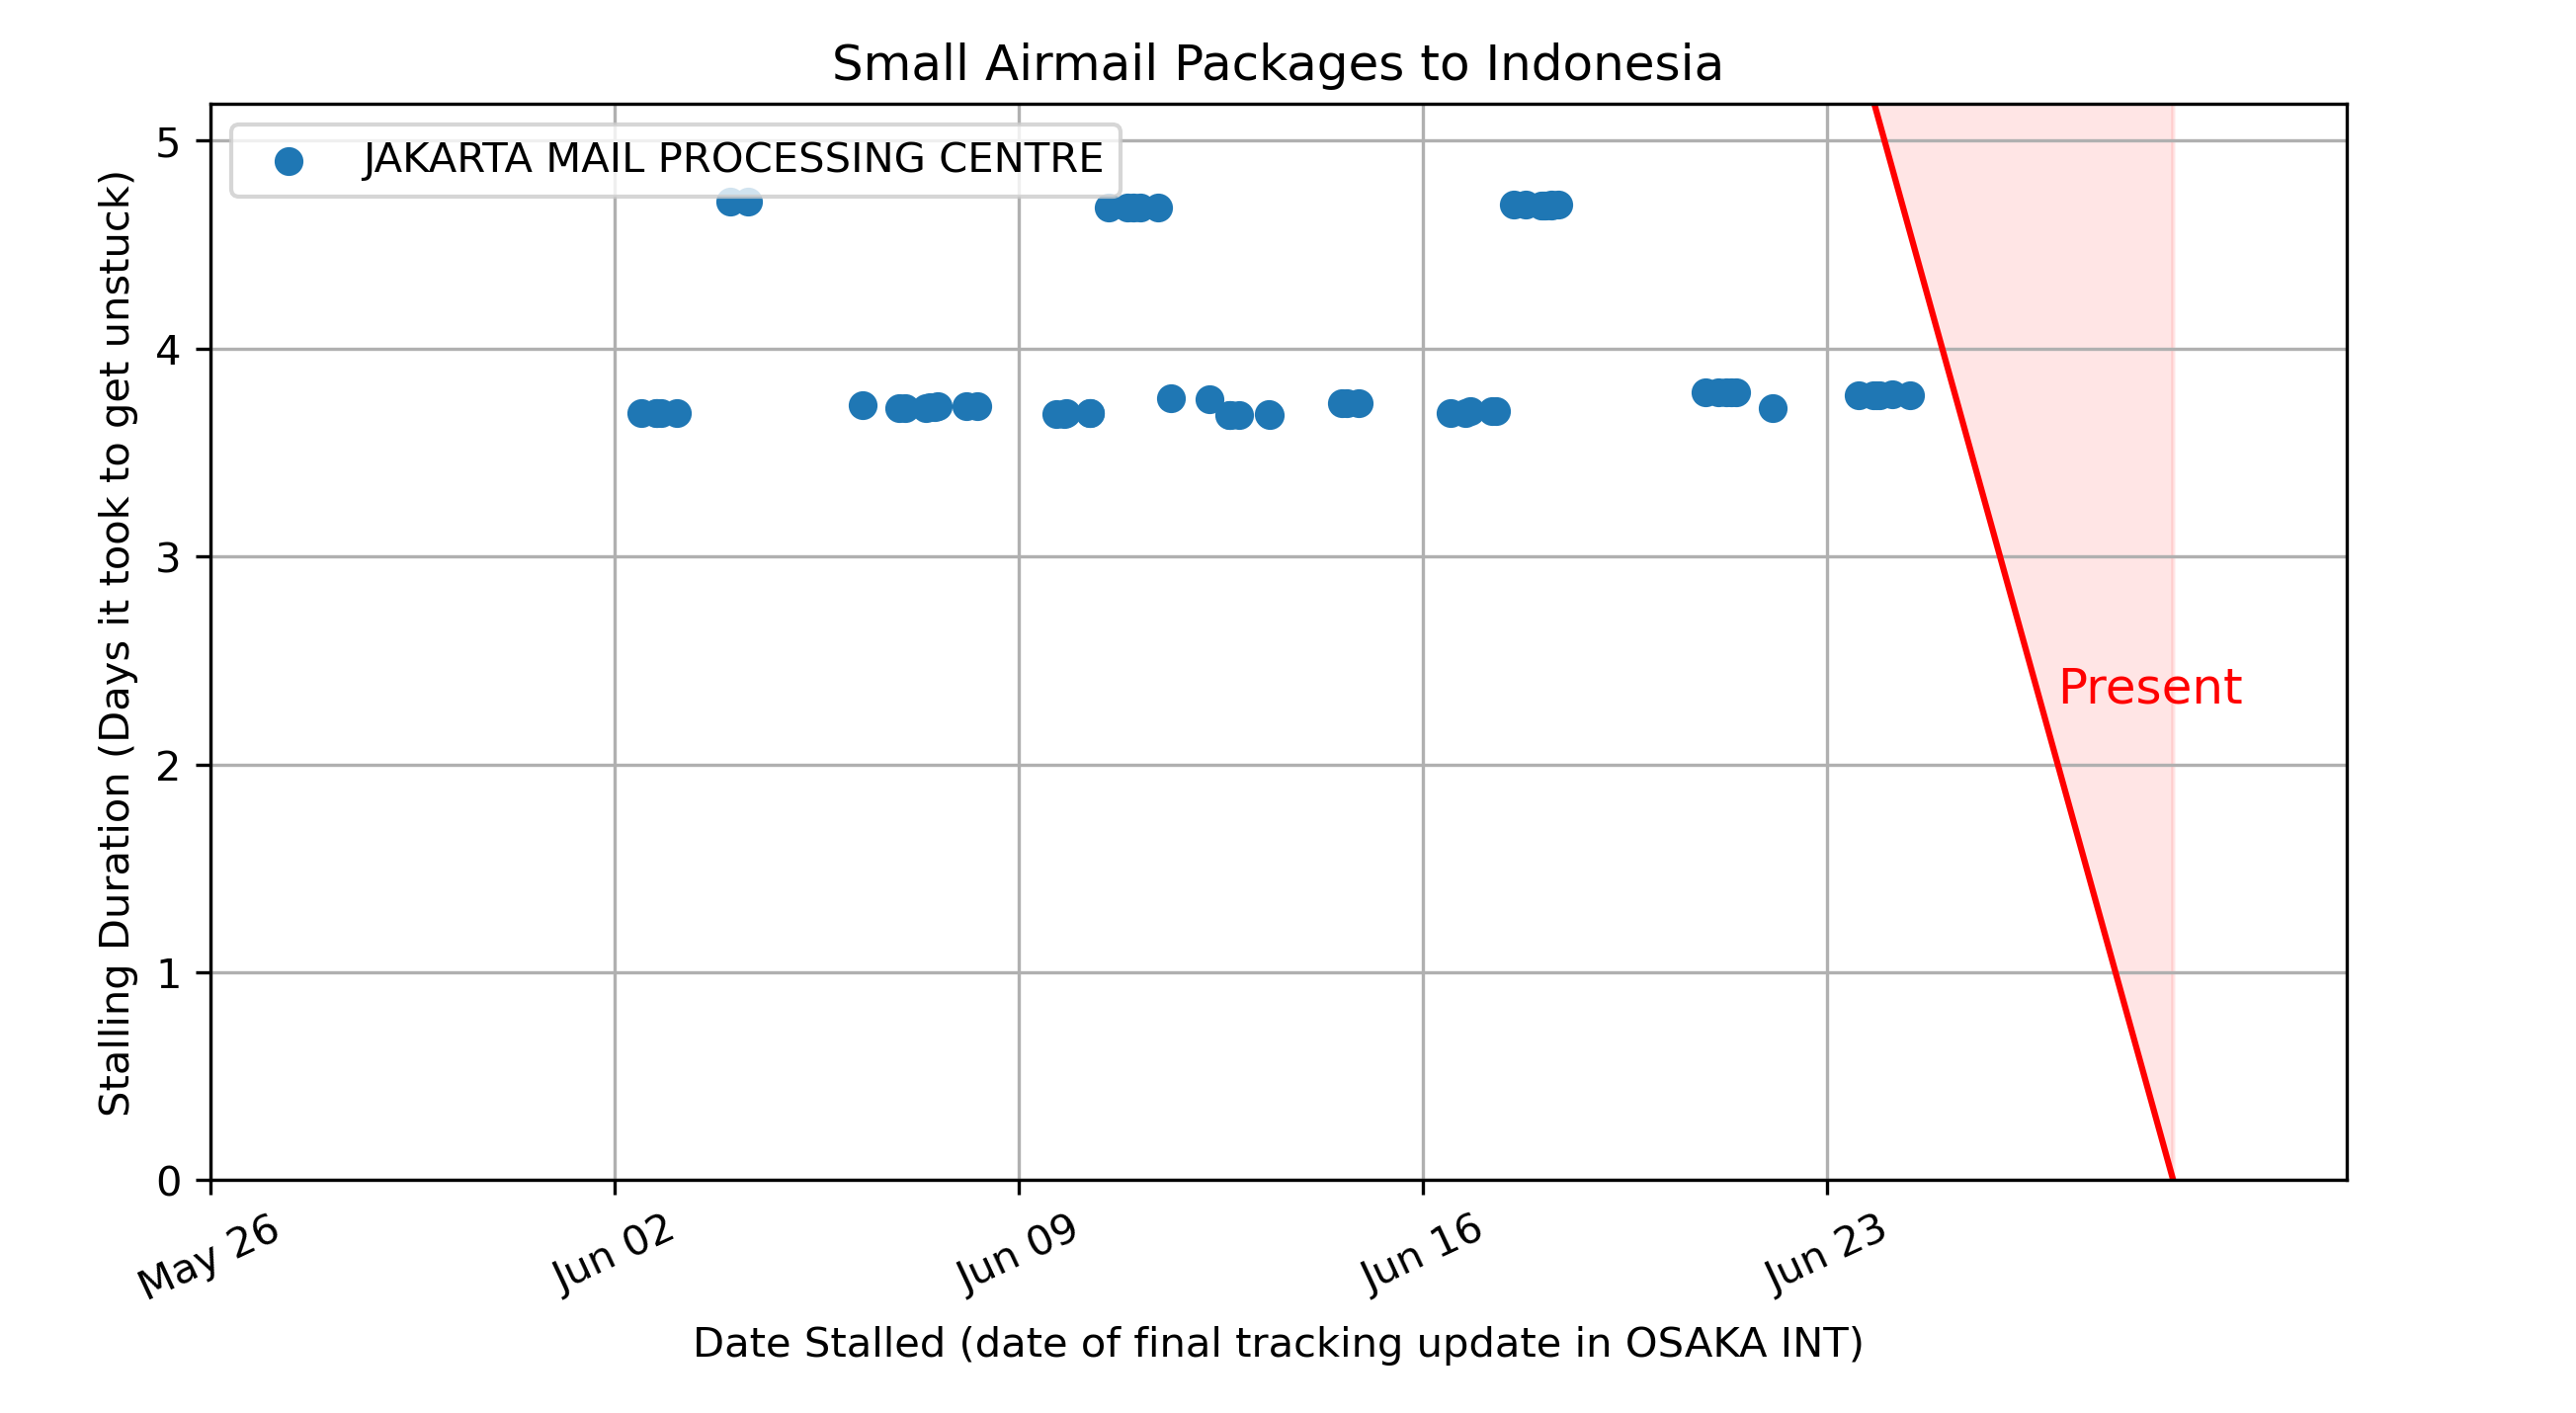 Small Airmail Packages to Indonesia
JAKARTA MAIL PROCESSING CENTRE
Stalling Duration (Days it took to get unstuck)
5
4
3
2
1
0
Present
May 26
Jun 02
Jun 09
Jun 16
Jun 23
Date Stalled (date of final tracking update in OSAKA INT)